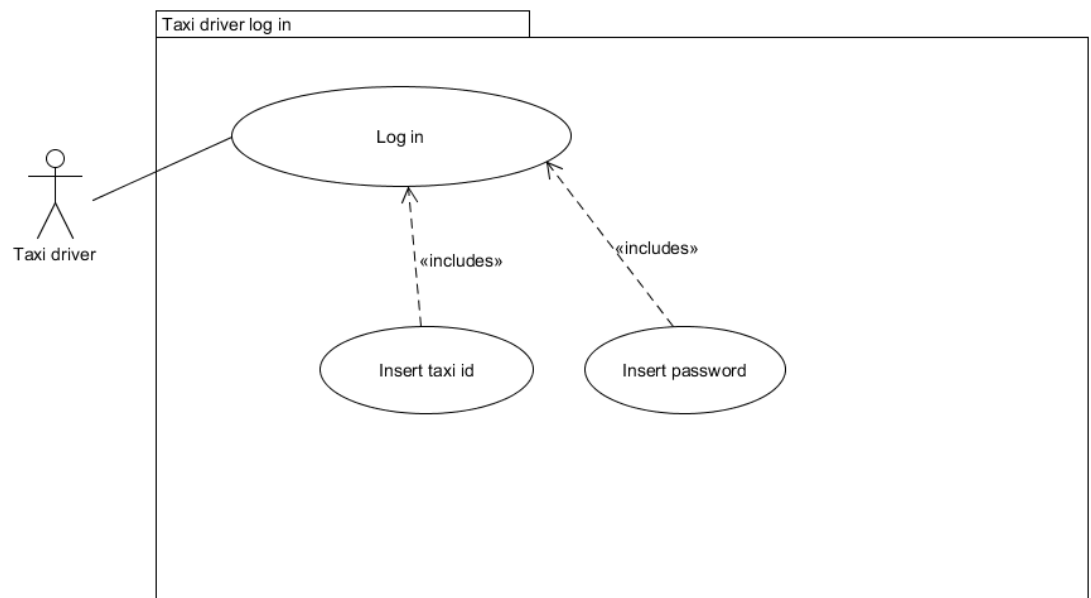 Taxi driver log in
Log in
Taxi driver
«includes»
«includes»
Insert taxi id
Insert password